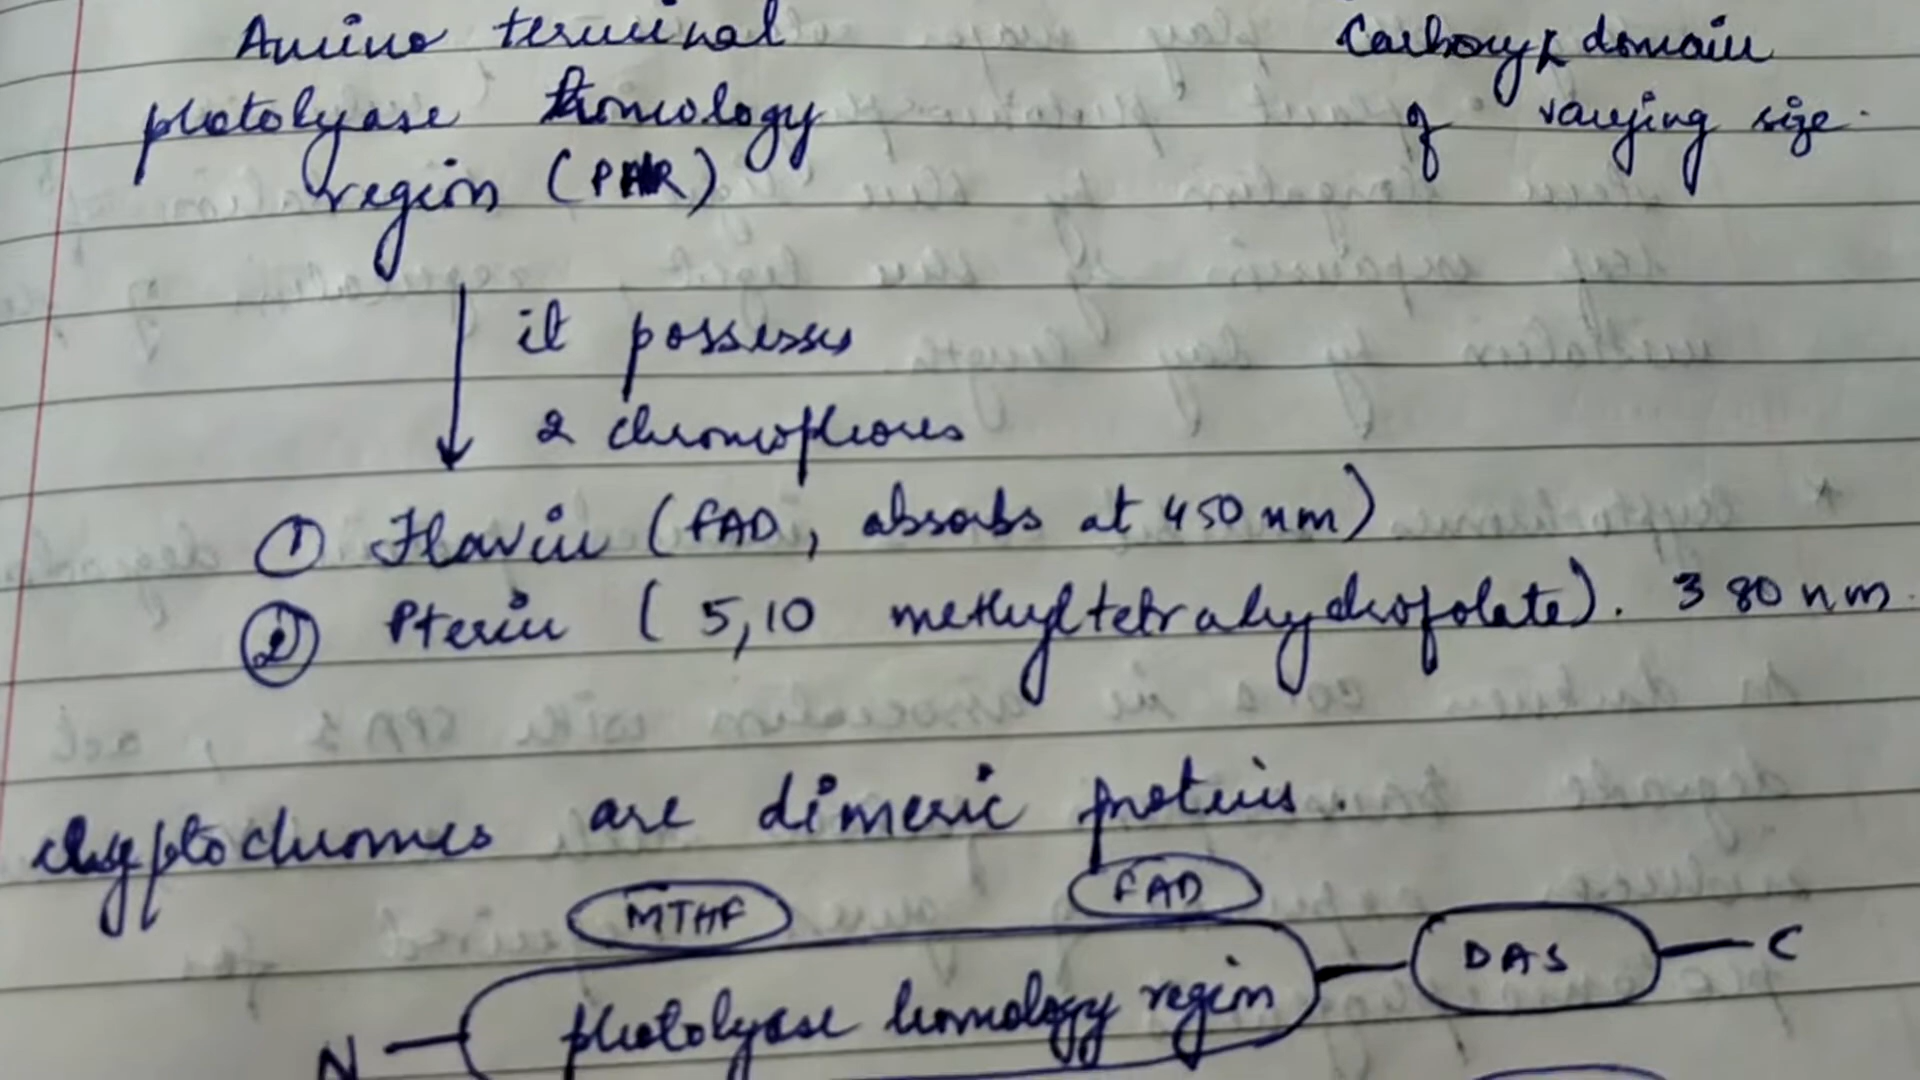 Amino terminal
photolyase homology
region (PHR)
Carboxy domain
of varying size.
it possesses
2 chromophores
① Flavin (FAD, absorbs at 450 nm)
② Pterin (5,10 methyltetrahydrofolate). 380 nm.
Cryptochromes are dimeric proteins.
MTHF
FAD
N
photolyase homology region
DAS
C